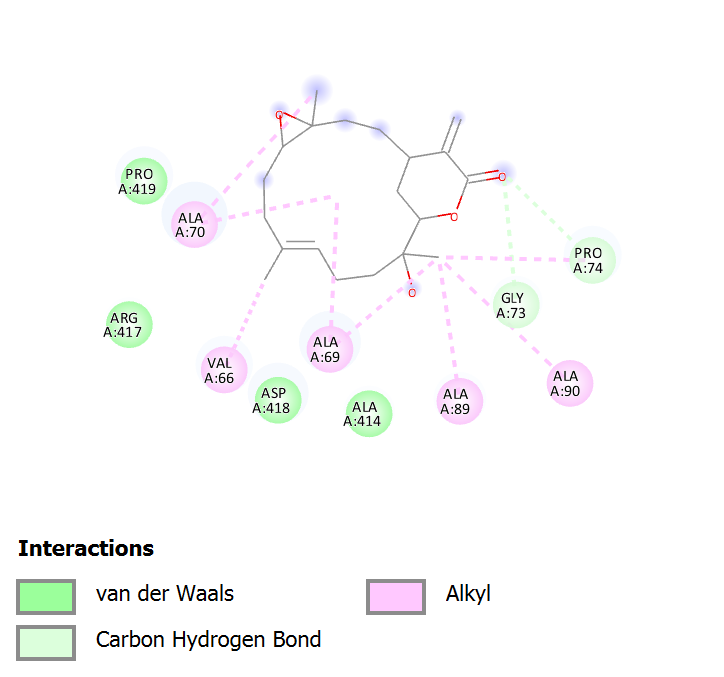 O
PRO
A:419
O
ALA
A:70
O
PRO
A:74
O
GLY
A:73
ARG
A:417
ALA
A:69
VAL
A:66
ASP
A:418
ALA
A:414
ALA
A:89
ALA
A:90
Interactions
van der Waals
Alkyl
Carbon Hydrogen Bond
O